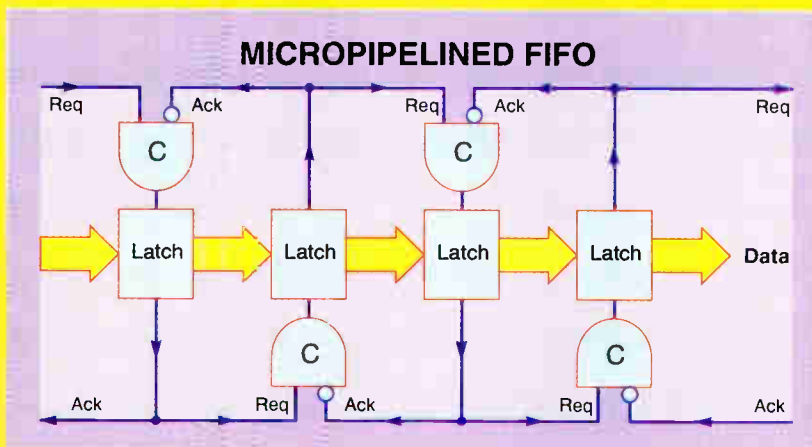 MICROPIPELINED FIFO
Req Ack Req Ack Req
C C
Latch Latch Latch Latch Data
C C
Ack Req Ack Req Ack